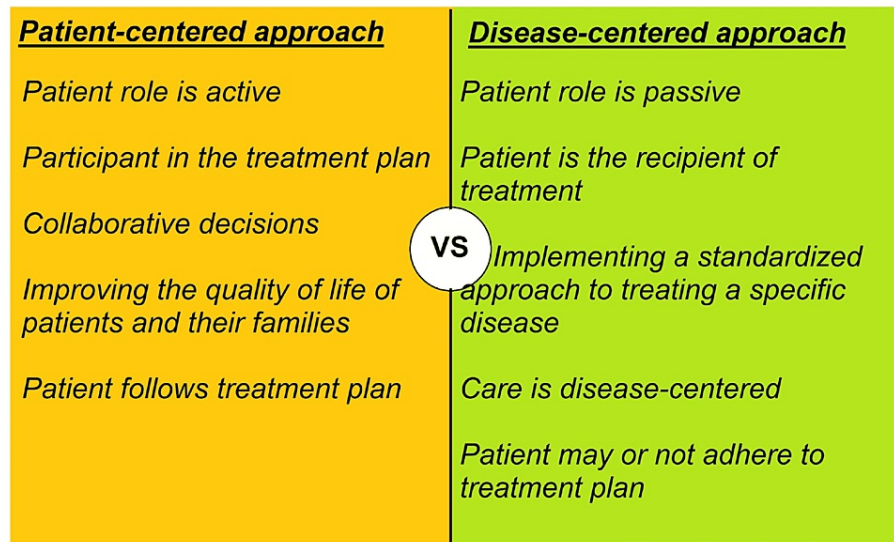 Patient-centered approach
Patient role is active
Participant in the treatment plan
Collaborative decisions
Improving the quality of life of
patients and their families
Patient follows treatment plan
VS
Disease-centered approach
Patient role is passive
Patient is the recipient of
treatment
Implementing a standardized
approach to treating a specific
disease
Care is disease-centered
Patient may or not adhere to
treatment plan